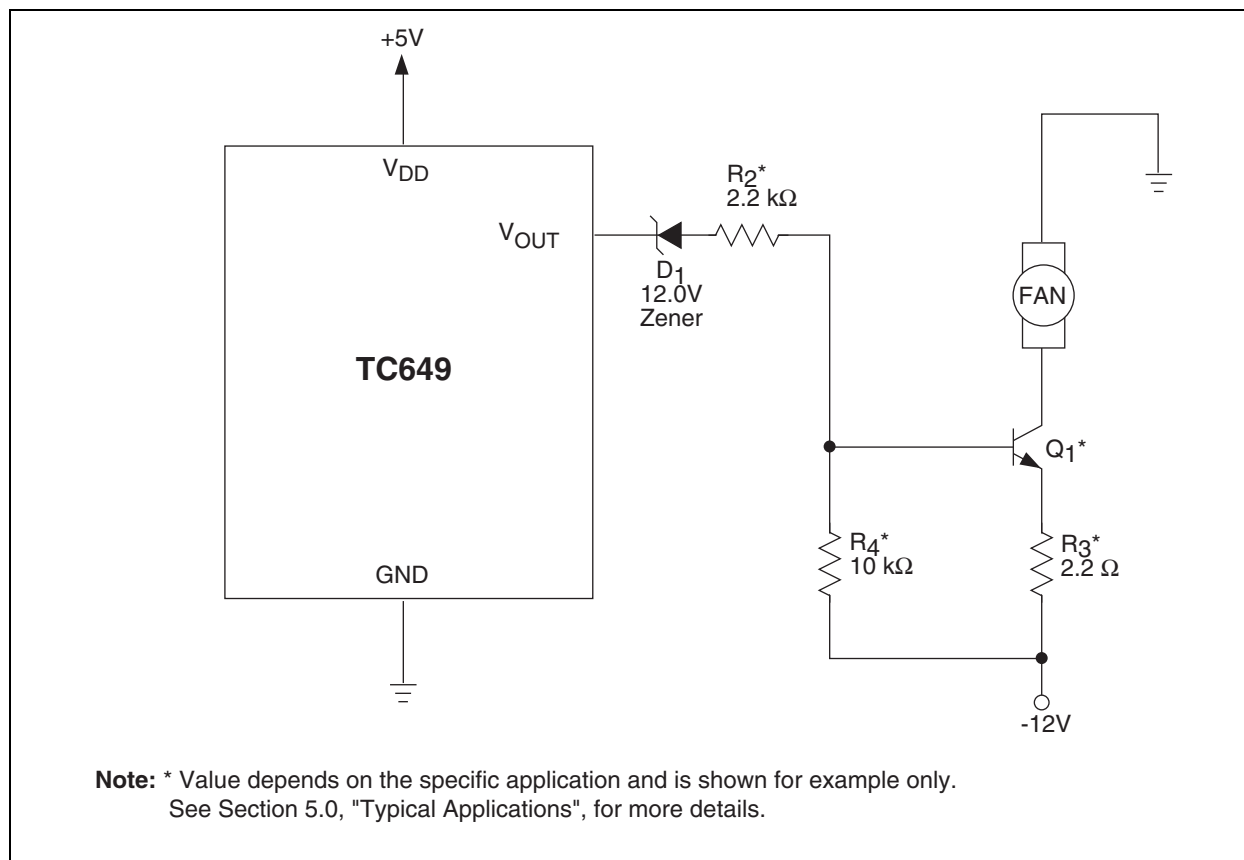 +5V
VDD
R2*
2.2 kΩ
VOUT
D1
12.0V
Zener
FAN
TC649
Q1*
R4*
10 kΩ
R3*
2.2 Ω
GND
-12V
Note: * Value depends on the specific application and is shown for example only.
See Section 5.0, "Typical Applications", for more details.